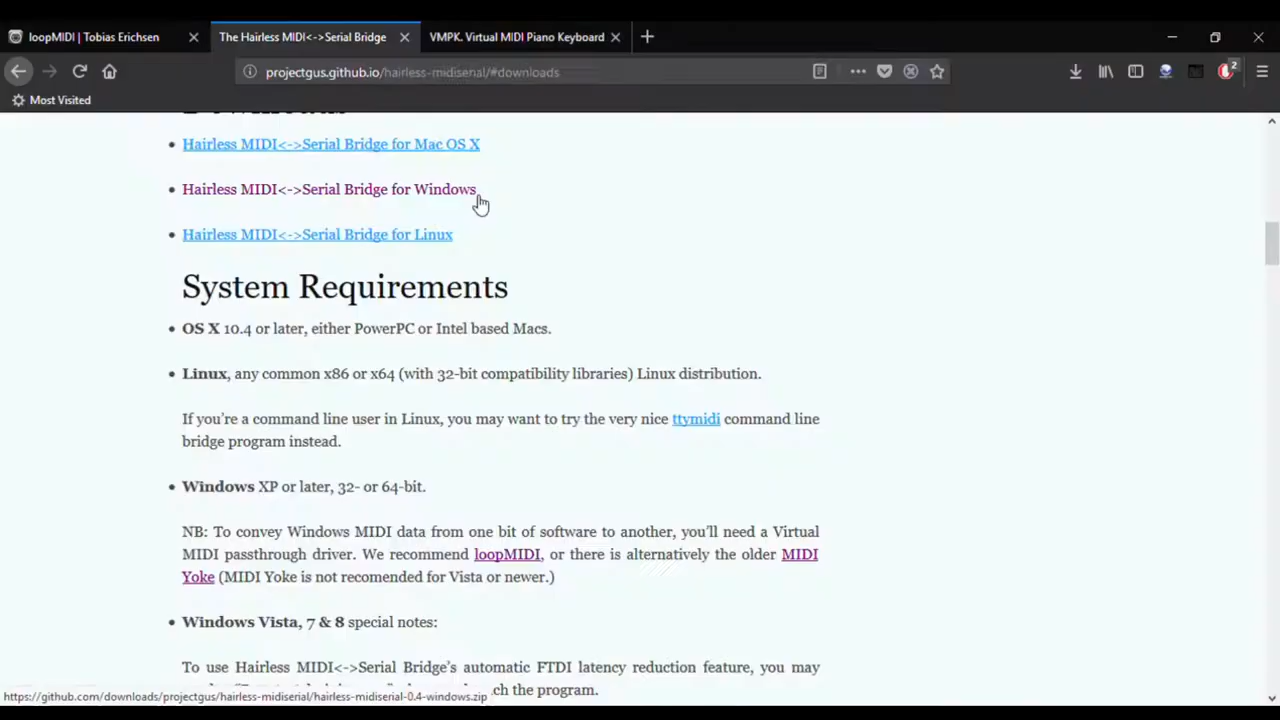 loopMIDI | Tobias Erichsen
The Hairless MIDI<->Serial Bridge
VMPK. Virtual MIDI Piano Keyboard
projectgus.github.io/hairless-midiserial/#downloads
2
Most Visited
Hairless MIDI<->Serial Bridge for Mac OS X
Hairless MIDI<->Serial Bridge for Windows
Hairless MIDI<->Serial Bridge for Linux
System Requirements
OS X 10.4 or later, either PowerPC or Intel based Macs.
Linux, any common x86 or x64 (with 32-bit compatibility libraries) Linux distribution.
If you're a command line user in Linux, you may want to try the very nice ttymidi command line
bridge program instead.
Windows XP or later, 32- or 64-bit.
NB: To convey Windows MIDI data from one bit of software to another, you'll need a Virtual
MIDI passthrough driver. We recommend loopMIDI, or there is alternatively the older MIDI
Yoke (MIDI Yoke is not recomended for Vista or newer.)
Windows Vista, 7 & 8 special notes:
To use Hairless MIDI<->Serial Bridge's automatic FTDI latency reduction feature, you may
ch the program.
https://github.com/downloads/projectgus/hairless-midiserial/hairless-midiserial-0.4-windows.zip